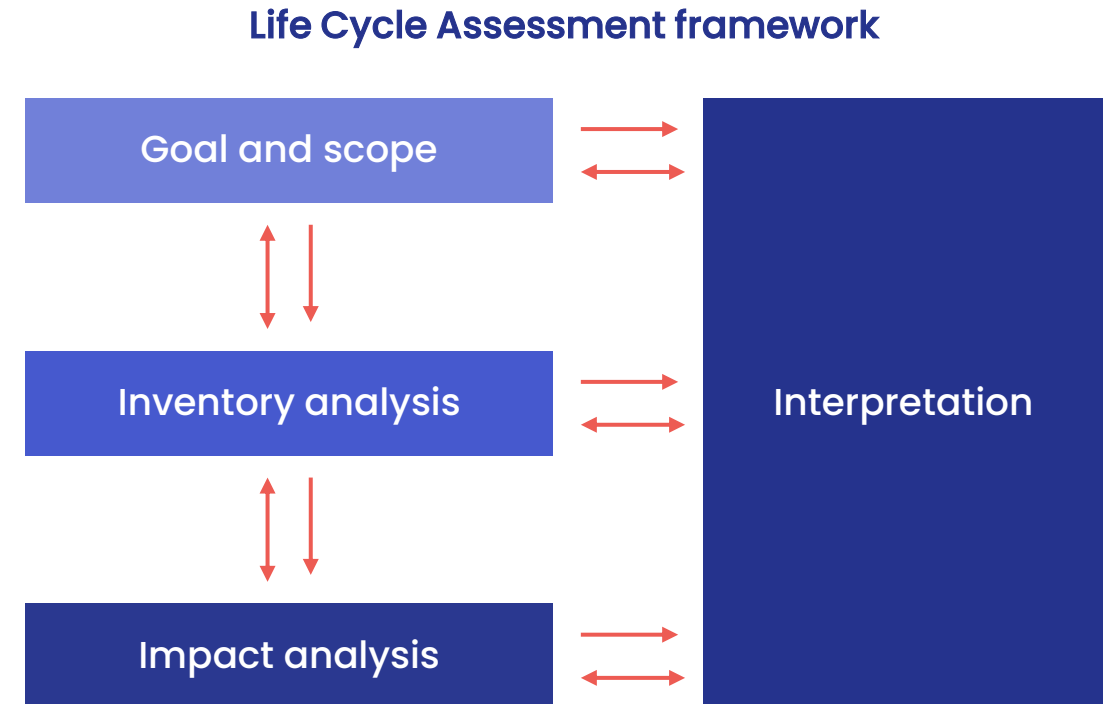 Life Cycle Assessment framework
Goal and scope
Inventory analysis
Interpretation
Impact analysis